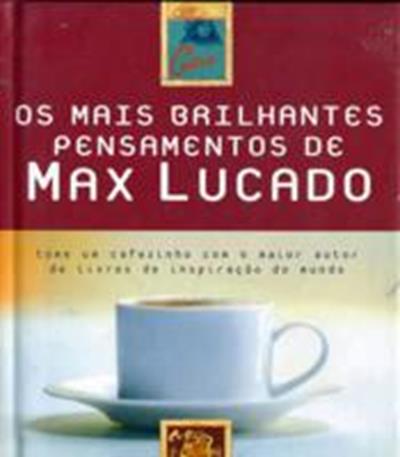 OS MAIS BRILHANTES
PENSAMENTOS DE
MAX LUCADO
tome um cafezinho com o maior autor
de livros de inspiração do mundo